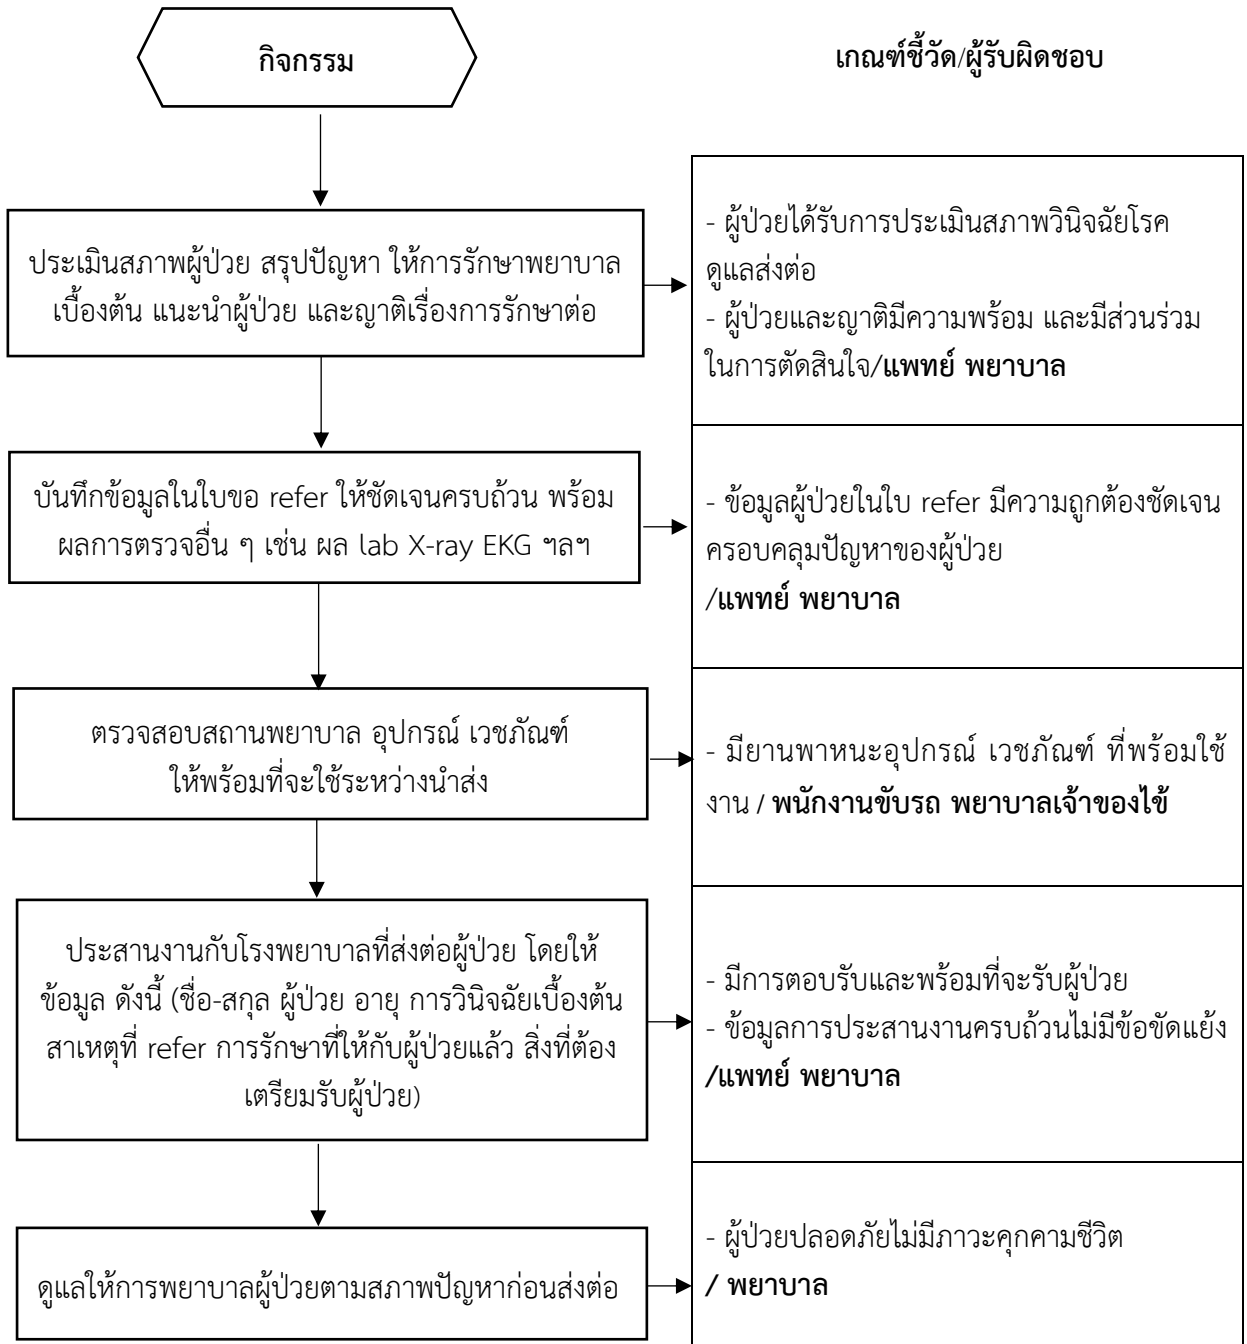 กิจกรรม
เกณฑ์ชี้วัด/ผู้รับผิดชอบ
ประเมินสภาพผู้ป่วย สรุปปัญหา ให้การรักษาพยาบาล
เบื้องต้น แนะนำผู้ป่วย และญาติเรื่องการรักษาต่อ
- ผู้ป่วยได้รับการประเมินสภาพวินิจฉัยโรค
ดูแลส่งต่อ
- ผู้ป่วยและญาติมีความพร้อม และมีส่วนร่วม
ในการตัดสินใจ/แพทย์ พยาบาล
บันทึกข้อมูลในใบขอ refer ให้ชัดเจนครบถ้วน พร้อม
ผลการตรวจอื่น ๆ เช่น ผล lab X-ray EKG ฯลฯ
- ข้อมูลผู้ป่วยในใบ refer มีความถูกต้องชัดเจน
ครอบคลุมปัญหาของผู้ป่วย
/แพทย์ พยาบาล
ตรวจสอบสถานพยาบาล อุปกรณ์ เวชภัณฑ์
ให้พร้อมที่จะใช้ระหว่างนำส่ง
- มียานพาหนะอุปกรณ์ เวชภัณฑ์ ที่พร้อมใช้
งาน / พนักงานขับรถ พยาบาลเจ้าของไข้
ประสานงานกับโรงพยาบาลที่ส่งต่อผู้ป่วย โดยให้
ข้อมูล ดังนี้ (ชื่อ-สกุล ผู้ป่วย อายุ การวินิจฉัยเบื้องต้น
สาเหตุที่ refer การรักษาที่ให้กับผู้ป่วยแล้ว สิ่งที่ต้อง
เตรียมรับผู้ป่วย)
- มีการตอบรับและพร้อมที่จะรับผู้ป่วย
- ข้อมูลการประสานงานครบถ้วนไม่มีข้อขัดแย้ง
/แพทย์ พยาบาล
ดูแลให้การพยาบาลผู้ป่วยตามสภาพปัญหาก่อนส่งต่อ
- ผู้ป่วยปลอดภัยไม่มีภาวะคุกคามชีวิต
/ พยาบาล